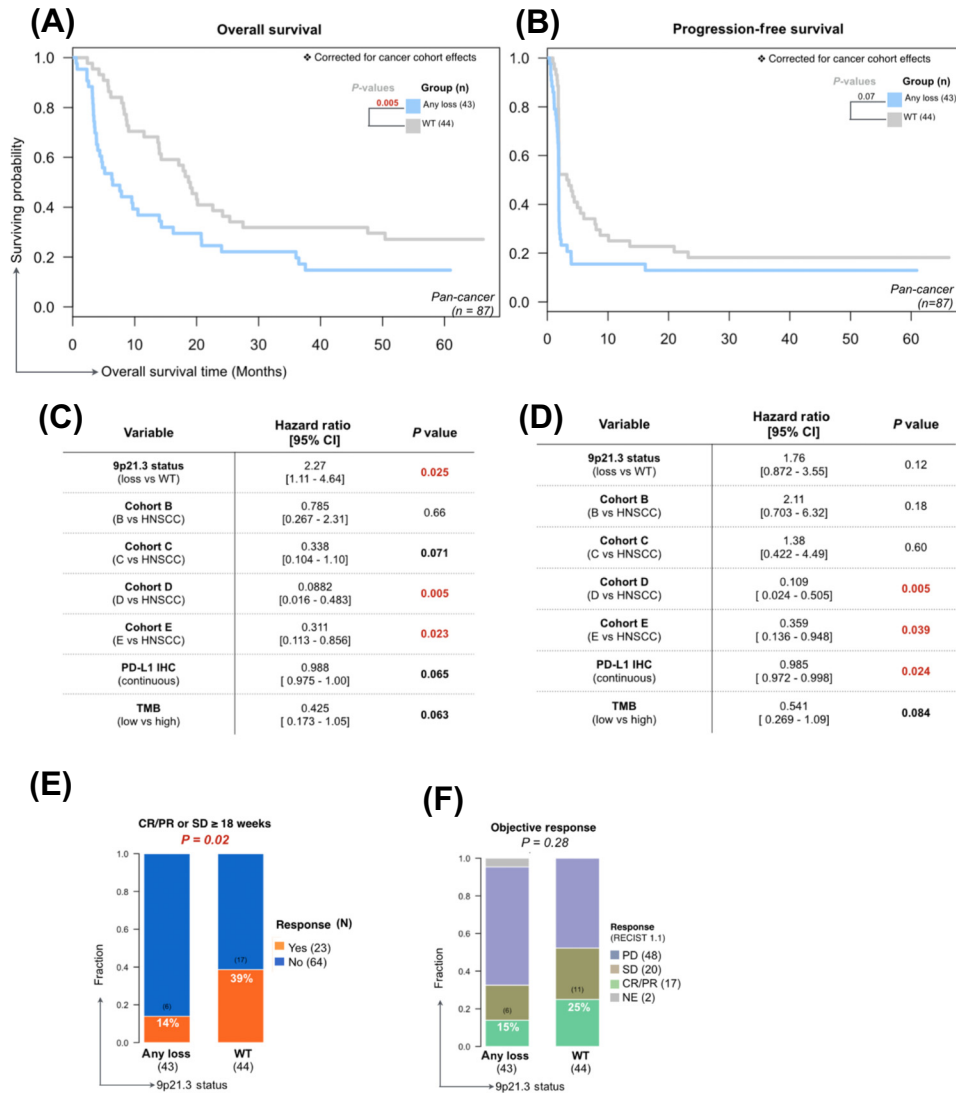 (A)
Overall survival
❖ Corrected for cancer cohort effects
P-values
Group (n)
0.005
Any loss (43)
WT (44)
Surviving probability
1.0
0.8
0.6
0.4
0.2
0.0
Pan-cancer
(n = 87)
0 10 20 30 40 50 60
Overall survival time (Months)
(B)
Progression-free survival
❖ Corrected for cancer cohort effects
P-values
Group (n)
0.07
Any loss (43)
WT (44)
1.0
0.8
0.6
0.4
0.2
0.0
Pan-cancer
(n=87)
0 10 20 30 40 50 60
(C)
Variable Hazard ratio [95% CI] P value
9p21.3 status 2.27 0.025
(loss vs WT) [1.11 - 4.64]
Cohort B 0.785 0.66
(B vs HNSCC) [0.267 - 2.31]
Cohort C 0.338 0.071
(C vs HNSCC) [0.104 - 1.10]
Cohort D 0.0882 0.005
(D vs HNSCC) [0.016 - 0.483]
Cohort E 0.311 0.023
(E vs HNSCC) [0.113 - 0.856]
PD-L1 IHC 0.988 0.065
(continuous) [ 0.975 - 1.00]
TMB 0.425 0.063
(low vs high) [ 0.173 - 1.05]
(D)
Variable Hazard ratio [95% CI] P value
9p21.3 status 1.76 0.12
(loss vs WT) [0.872 - 3.55]
Cohort B 2.11 0.18
(B vs HNSCC) [0.703 - 6.32]
Cohort C 1.38 0.60
(C vs HNSCC) [0.422 - 4.49]
Cohort D 0.109 0.005
(D vs HNSCC) [ 0.024 - 0.505]
Cohort E 0.359 0.039
(E vs HNSCC) [ 0.136 - 0.948]
PD-L1 IHC 0.985 0.024
(continuous) [0.972 - 0.998]
TMB 0.541 0.084
(low vs high) [ 0.269 - 1.09]
(E)
CR/PR or SD ≥ 18 weeks
P = 0.02
Fraction
1.0
0.8
0.6
0.4
0.2
0.0
(6)
14%
(17)
39%
Response (N)
Yes (23)
No (64)
Any loss
(43)
WT
(44)
9p21.3 status
(F)
Objective response
P = 0.28
Fraction
1.0
0.8
0.6
0.4
0.2
0.0
(6)
15%
(11)
25%
Response
(RECIST 1.1)
PD (48)
SD (20)
CR/PR (17)
NE (2)
Any loss
(43)
WT
(44)
9p21.3 status